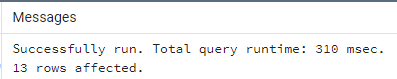 Messages
Successfully run. Total query runtime: 310 msec.
13 rows affected.